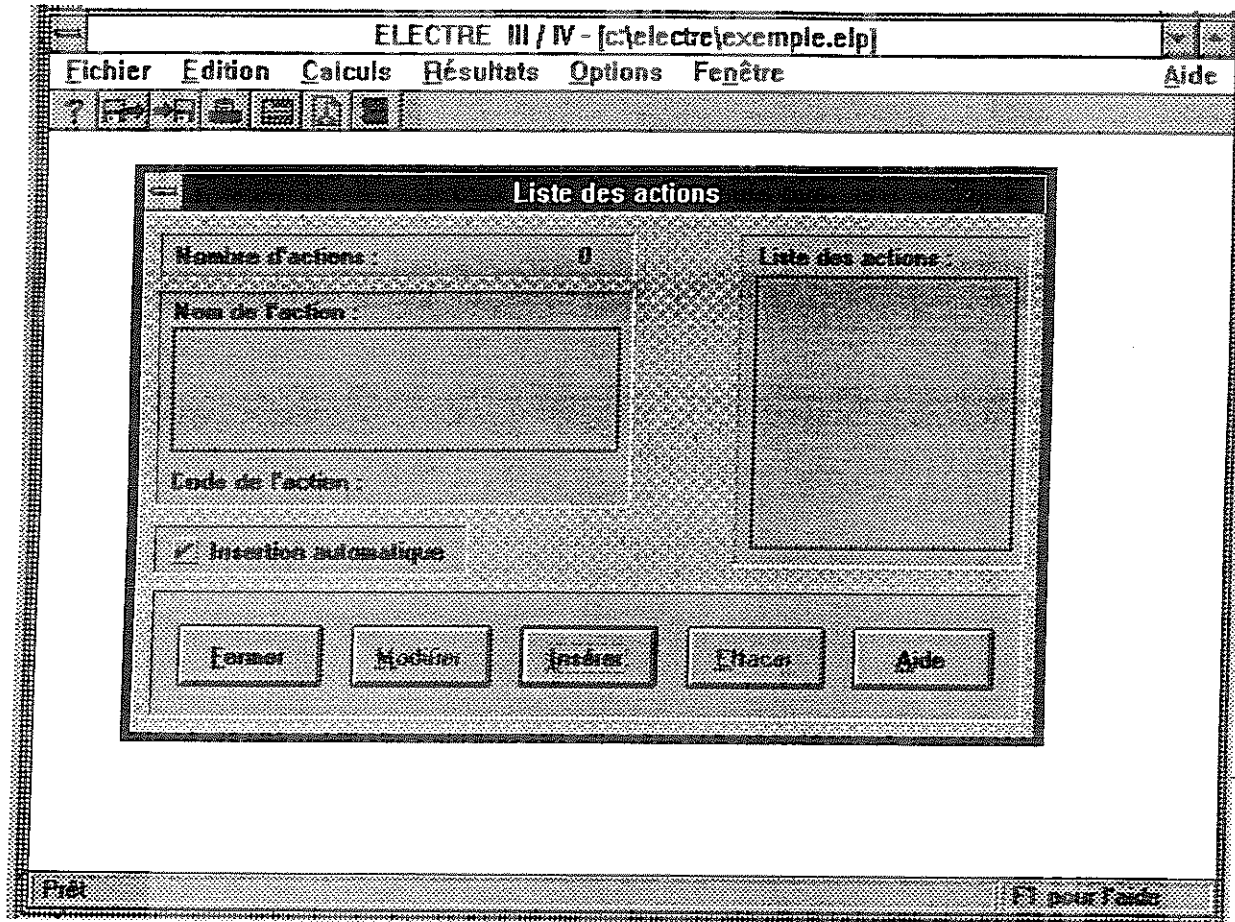 ELECTRE III / IV - [c:\electre\exemple.elp]
Fichier Edition Calculs Résultats Options Fenêtre Aide
?
Liste des actions
Nombre d'actions : 0
Liste des actions :
Nom de l'action :
Code de l'action :
Insertion automatique
Fermer Modifier Insérer Effacer Aide
Prêt F1 pour l'aide